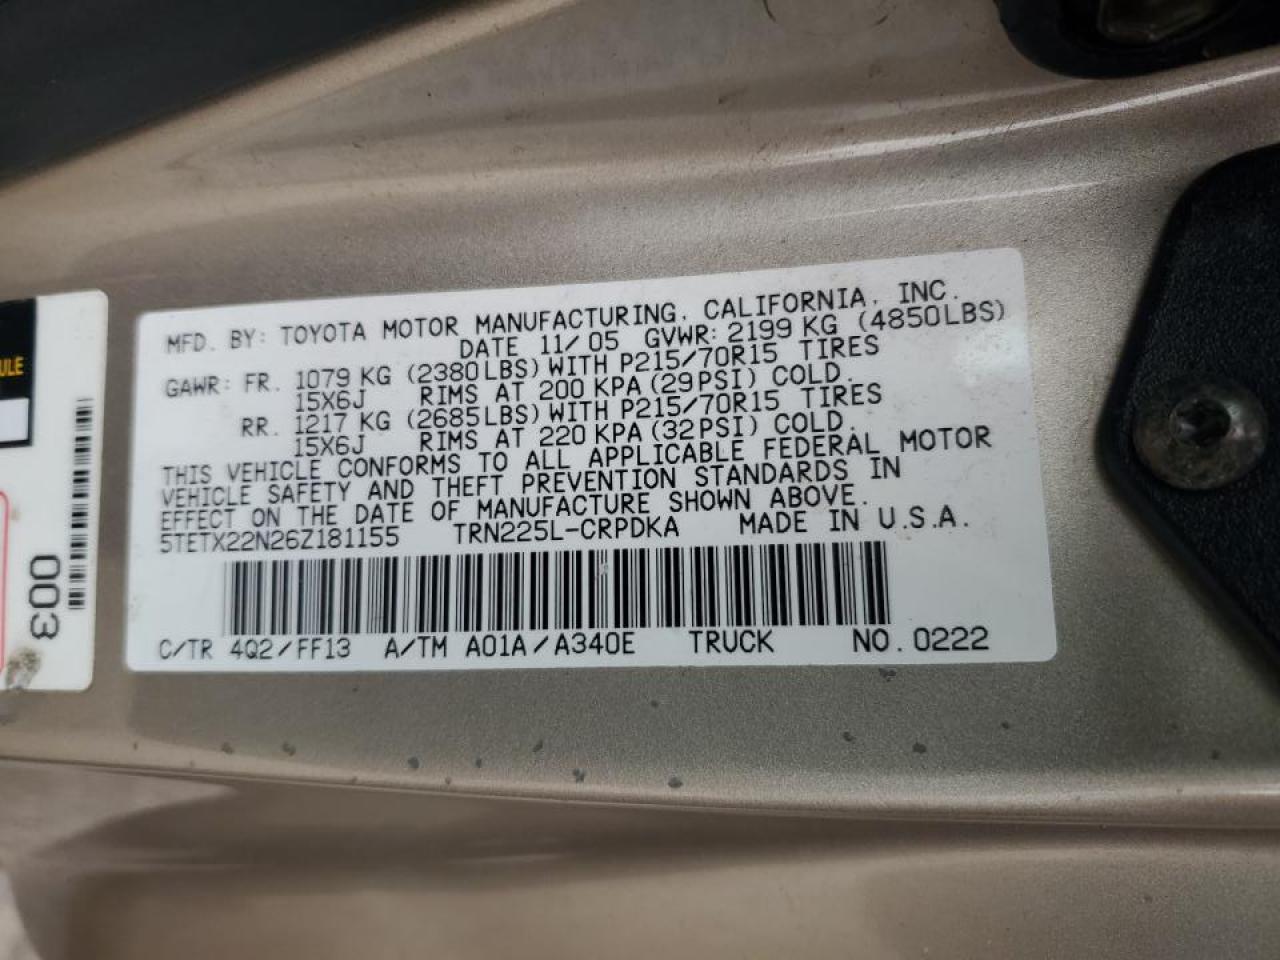 MFD. BY: TOYOTA MOTOR MANUFACTURING, CALIFORNIA, INC.
DATE 11/05 GVWR: 2199 KG (4850LBS)
GAWR: FR. 1079 KG (2380LBS) WITH P215/70R15 TIRES
15X6J RIMS AT 200 KPA (29PSI) COLD.
RR. 1217 KG (2685LBS) WITH P215/70R15 TIRES
15X6J RIMS AT 220 KPA (32PSI) COLD.
THIS VEHICLE CONFORMS TO ALL APPLICABLE FEDERAL MOTOR
VEHICLE SAFETY AND THEFT PREVENTION STANDARDS IN
EFFECT ON THE DATE OF MANUFACTURE SHOWN ABOVE.
5TETX22N26Z181155 TRN225L-CRPDKA MADE IN U.S.A.
C/TR 4Q2/FF13 A/TM A01A/A340E TRUCK NO. 0222
003